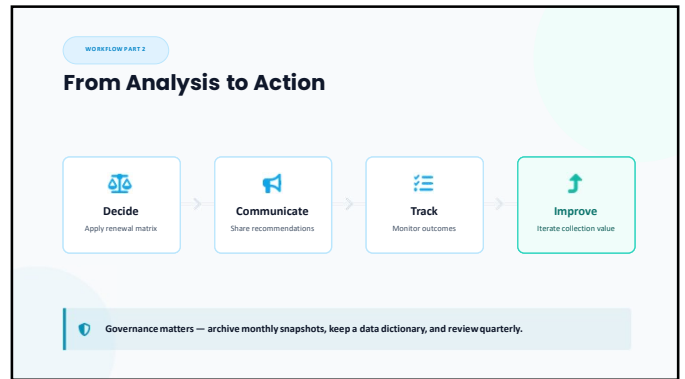 WORKFLOW PART 2
From Analysis to Action
Decide
Apply renewal matrix
Communicate
Share recommendations
Track
Monitor outcomes
Improve
Iterate collection value
Governance matters — archive monthly snapshots, keep a data dictionary, and review quarterly.